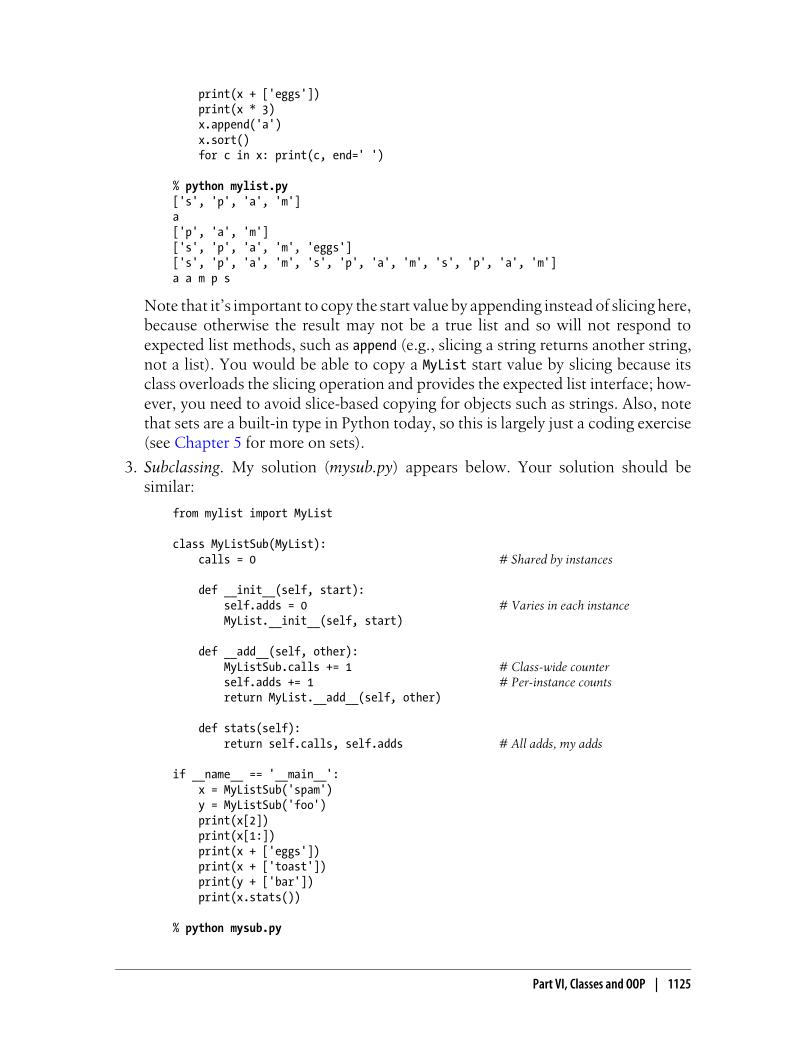 print(x + ['eggs'])
print(x * 3)
x.append('a')
x.sort()
for c in x: print(c, end=' ')
% python mylist.py
['s', 'p', 'a', 'm']
a
['p', 'a', 'm']
['s', 'p', 'a', 'm', 'eggs']
['s', 'p', 'a', 'm', 's', 'p', 'a', 'm', 's', 'p', 'a', 'm']
a a m p s
Note that it's important to copy the start value by appending instead of slicing here,
because otherwise the result may not be a true list and so will not respond to
expected list methods, such as append (e.g., slicing a string returns another string,
not a list). You would be able to copy a MyList start value by slicing because its
class overloads the slicing operation and provides the expected list interface; how-
ever, you need to avoid slice-based copying for objects such as strings. Also, note
that sets are a built-in type in Python today, so this is largely just a coding exercise
(see Chapter 5 for more on sets).
3. Subclassing. My solution (mysub.py) appears below. Your solution should be
similar:
from mylist import MyList
class MyListSub(MyList):
calls = 0 # Shared by instances
def __init__(self, start):
self.adds = 0 # Varies in each instance
MyList.__init__(self, start)
def __add__(self, other):
MyListSub.calls += 1 # Class-wide counter
self.adds += 1 # Per-instance counts
return MyList.__add__(self, other)
def stats(self):
return self.calls, self.adds # All adds, my adds
if __name__ == '__main__':
x = MyListSub('spam')
y = MyListSub('foo')
print(x[2])
print(x[1:])
print(x + ['eggs'])
print(x + ['toast'])
print(y + ['bar'])
print(x.stats())
% python mysub.py
Part VI, Classes and OOP | 1125